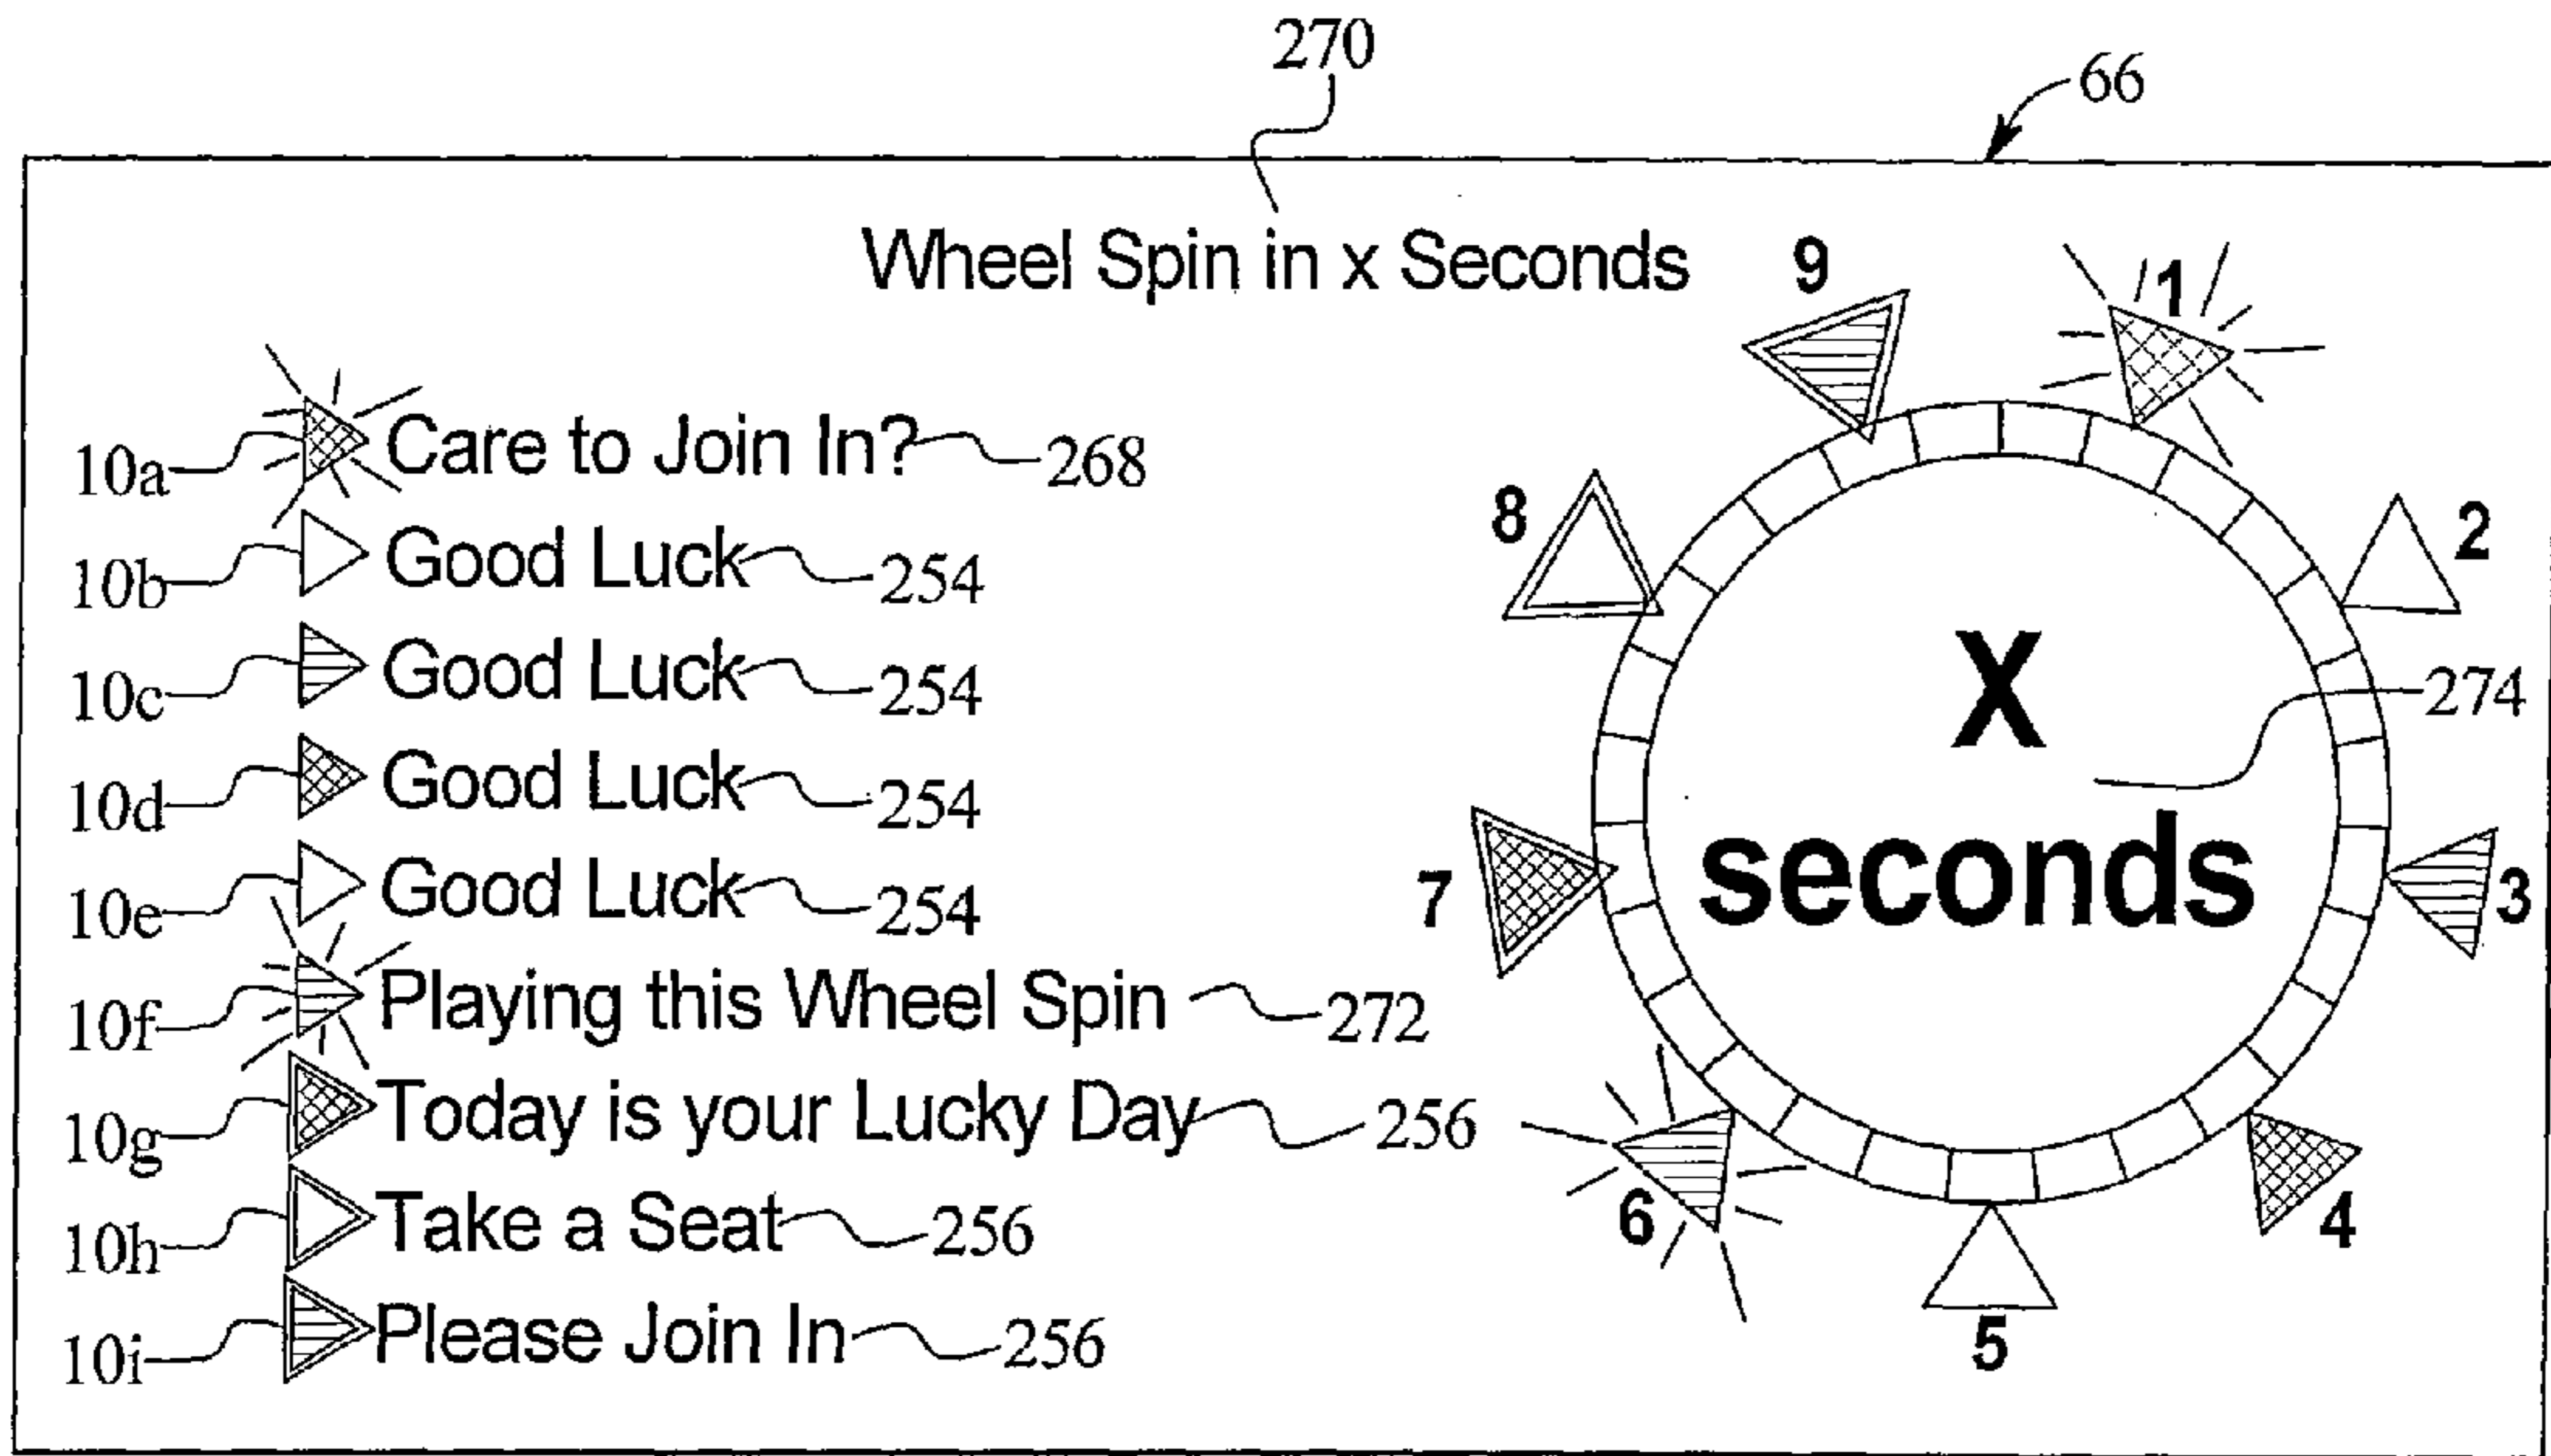 270
66
Wheel Spin in x Seconds
9
1
10a Care to Join In? 268
8
2
10b Good Luck 254
10c Good Luck 254
X
274
10d Good Luck 254
seconds
7
3
10e Good Luck 254
10f Playing this Wheel Spin 272
10g Today is your Lucky Day 256
6
4
10h Take a Seat 256
5
10i Please Join In 256